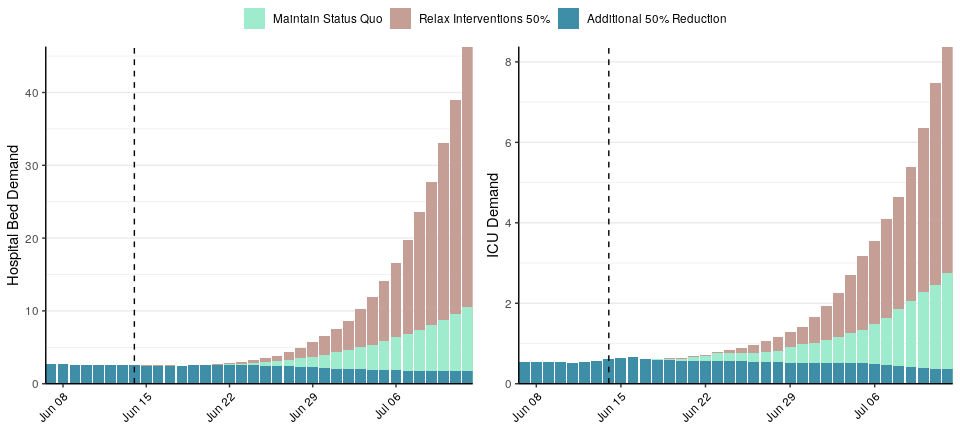 Maintain Status Quo Relax Interventions 50% Additional 50% Reduction
Hospital Bed Demand
40
30
20
10
0
Jun 08 Jun 15 Jun 22 Jun 29 Jul 06
ICU Demand
8
6
4
2
0
Jun 08 Jun 15 Jun 22 Jun 29 Jul 06